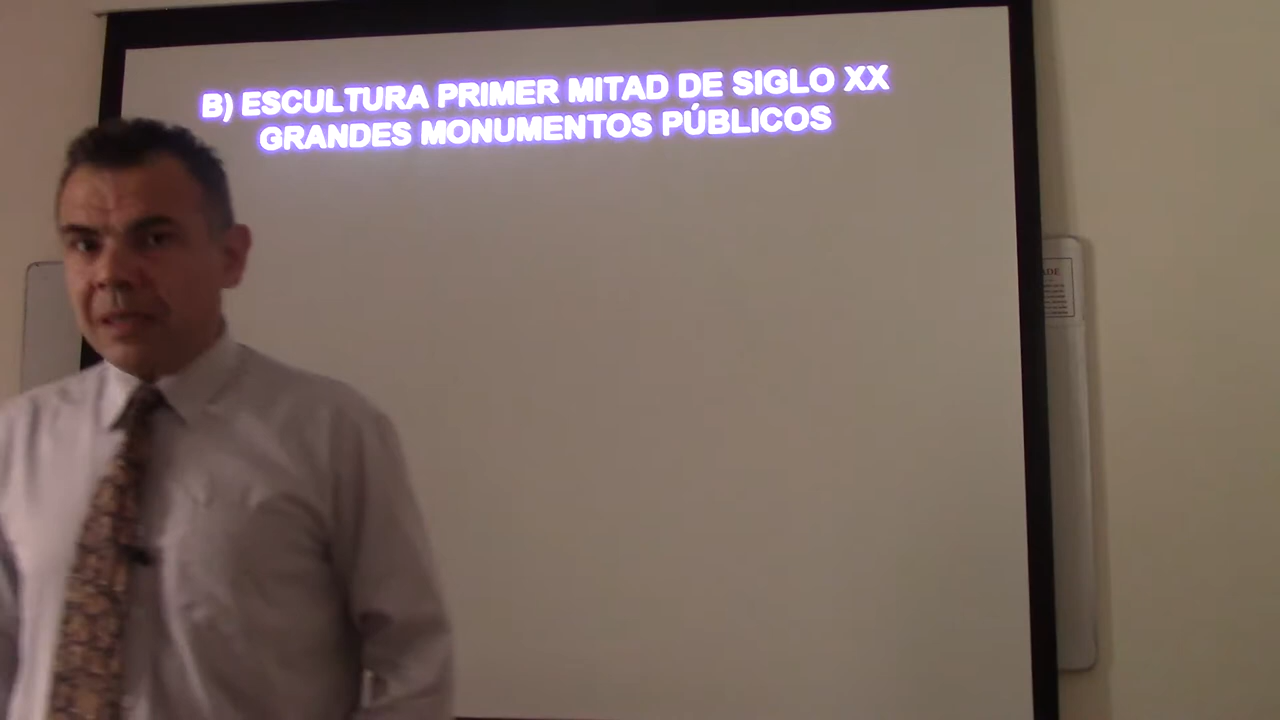 B) ESCULTURA PRIMER MITAD DE SIGLO XX
GRANDES MONUMENTOS PÚBLICOS